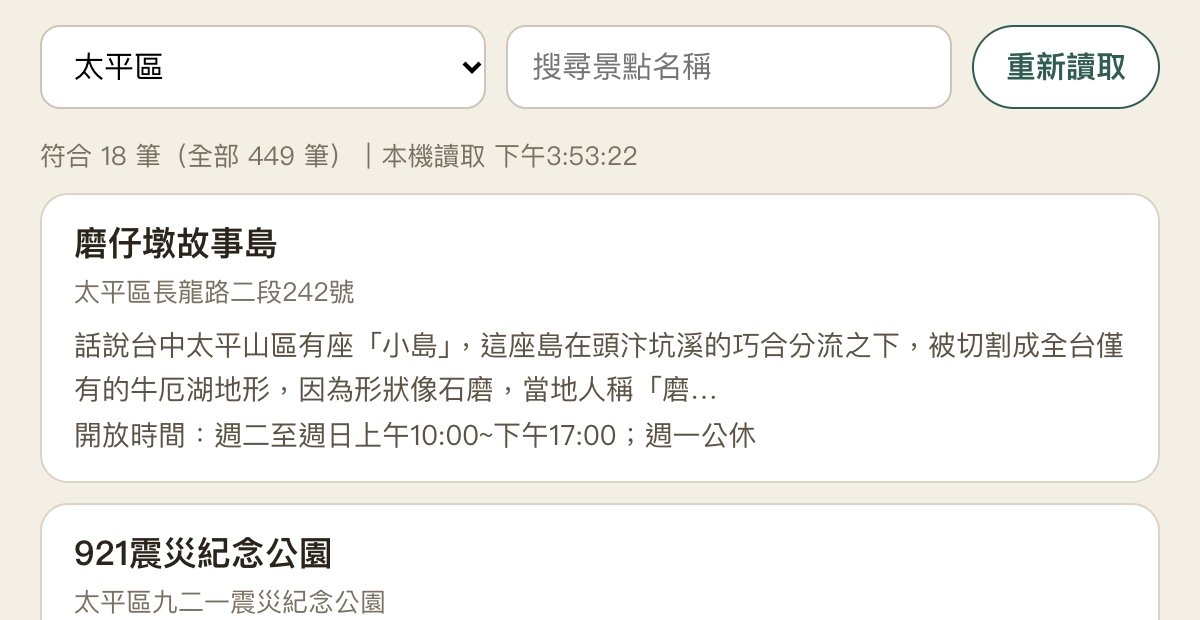 太平區
搜尋景點名稱
重新讀取
符合 18 筆（全部 449 筆）｜本機讀取 下午3:53:22
磨仔墩故事島
太平區長龍路二段242號
話說台中太平山區有座「小島」，這座島在頭汴坑溪的巧合分流之下，被切割成全台僅
有的牛厄湖地形，因為形狀像石磨，當地人稱「磨…
開放時間：週二至週日上午10:00~下午17:00；週一公休
921震災紀念公園
太平區九二一震災紀念公園